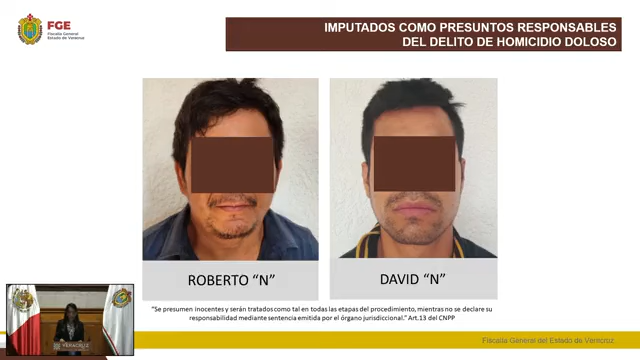 FGE
Fiscalía General
Estado de Veracruz
IMPUTADOS COMO PRESUNTOS RESPONSABLES
DEL DELITO DE HOMICIDIO DOLOSO
ROBERTO “N”
DAVID “N”
“Se presumen inocentes y serán tratados como tal en todas las etapas del procedimiento, mientras no se declare su
responsabilidad mediante sentencia emitida por el órgano jurisdiccional.” Art.13 del CNPP
VERACRUZ
Fiscalía General del Estado de Veracruz